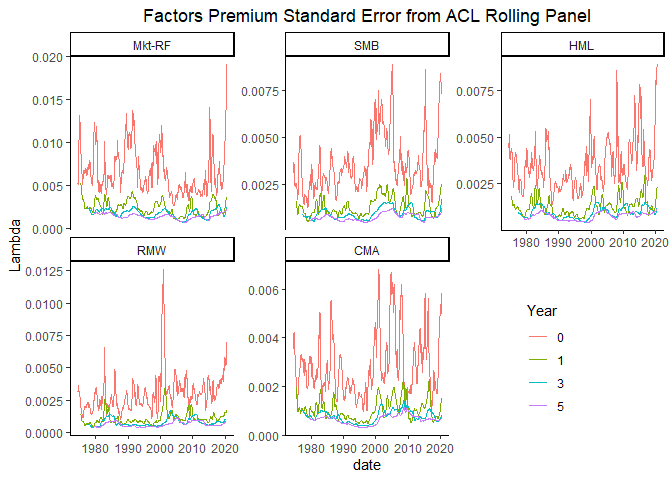 Factors Premium Standard Error from ACL Rolling Panel
Mkt-RF
SMB
HML
0.020
0.015
0.010
0.005
0.000
0.0075
0.0050
0.0025
0.0075
0.0050
0.0025
1980 1990 2000 2010 2020
Lambda
RMW
CMA
0.0125
0.0100
0.0075
0.0050
0.0025
0.0000
0.006
0.004
0.002
0.000
1980 1990 2000 2010 2020
1980 1990 2000 2010 2020
date
Year
0
1
3
5